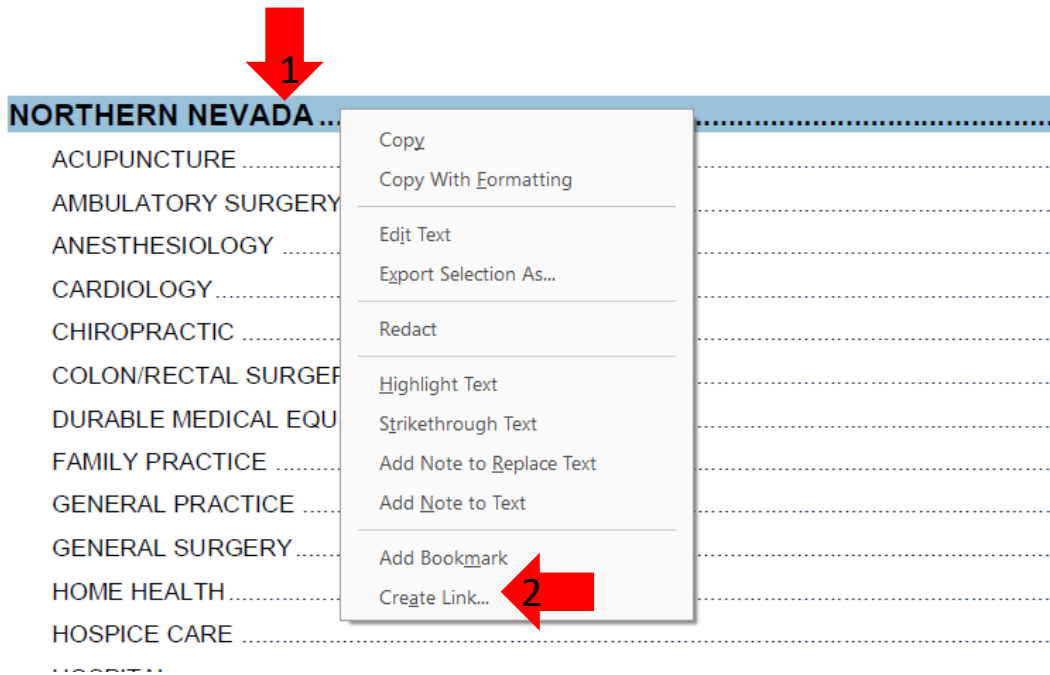 1
NORTHERN NEVADA ................................................
ACUPUNCTURE ................................................
Copy
Copy With Formatting
AMBULATORY SURGERY ................................................
ANESTHESIOLOGY ................................................
Edit Text
Export Selection As...
CARDIOLOGY ................................................
CHIROPRACTIC ................................................
Redact
COLON/RECTAL SURGER
Highlight Text
DURABLE MEDICAL EQU
Strikethrough Text
FAMILY PRACTICE ................................................
Add Note to Replace Text
GENERAL PRACTICE ................................................
Add Note to Text
GENERAL SURGERY ................................................
Add Bookmark
HOME HEALTH ................................................
Create Link...
2
HOSPICE CARE ................................................